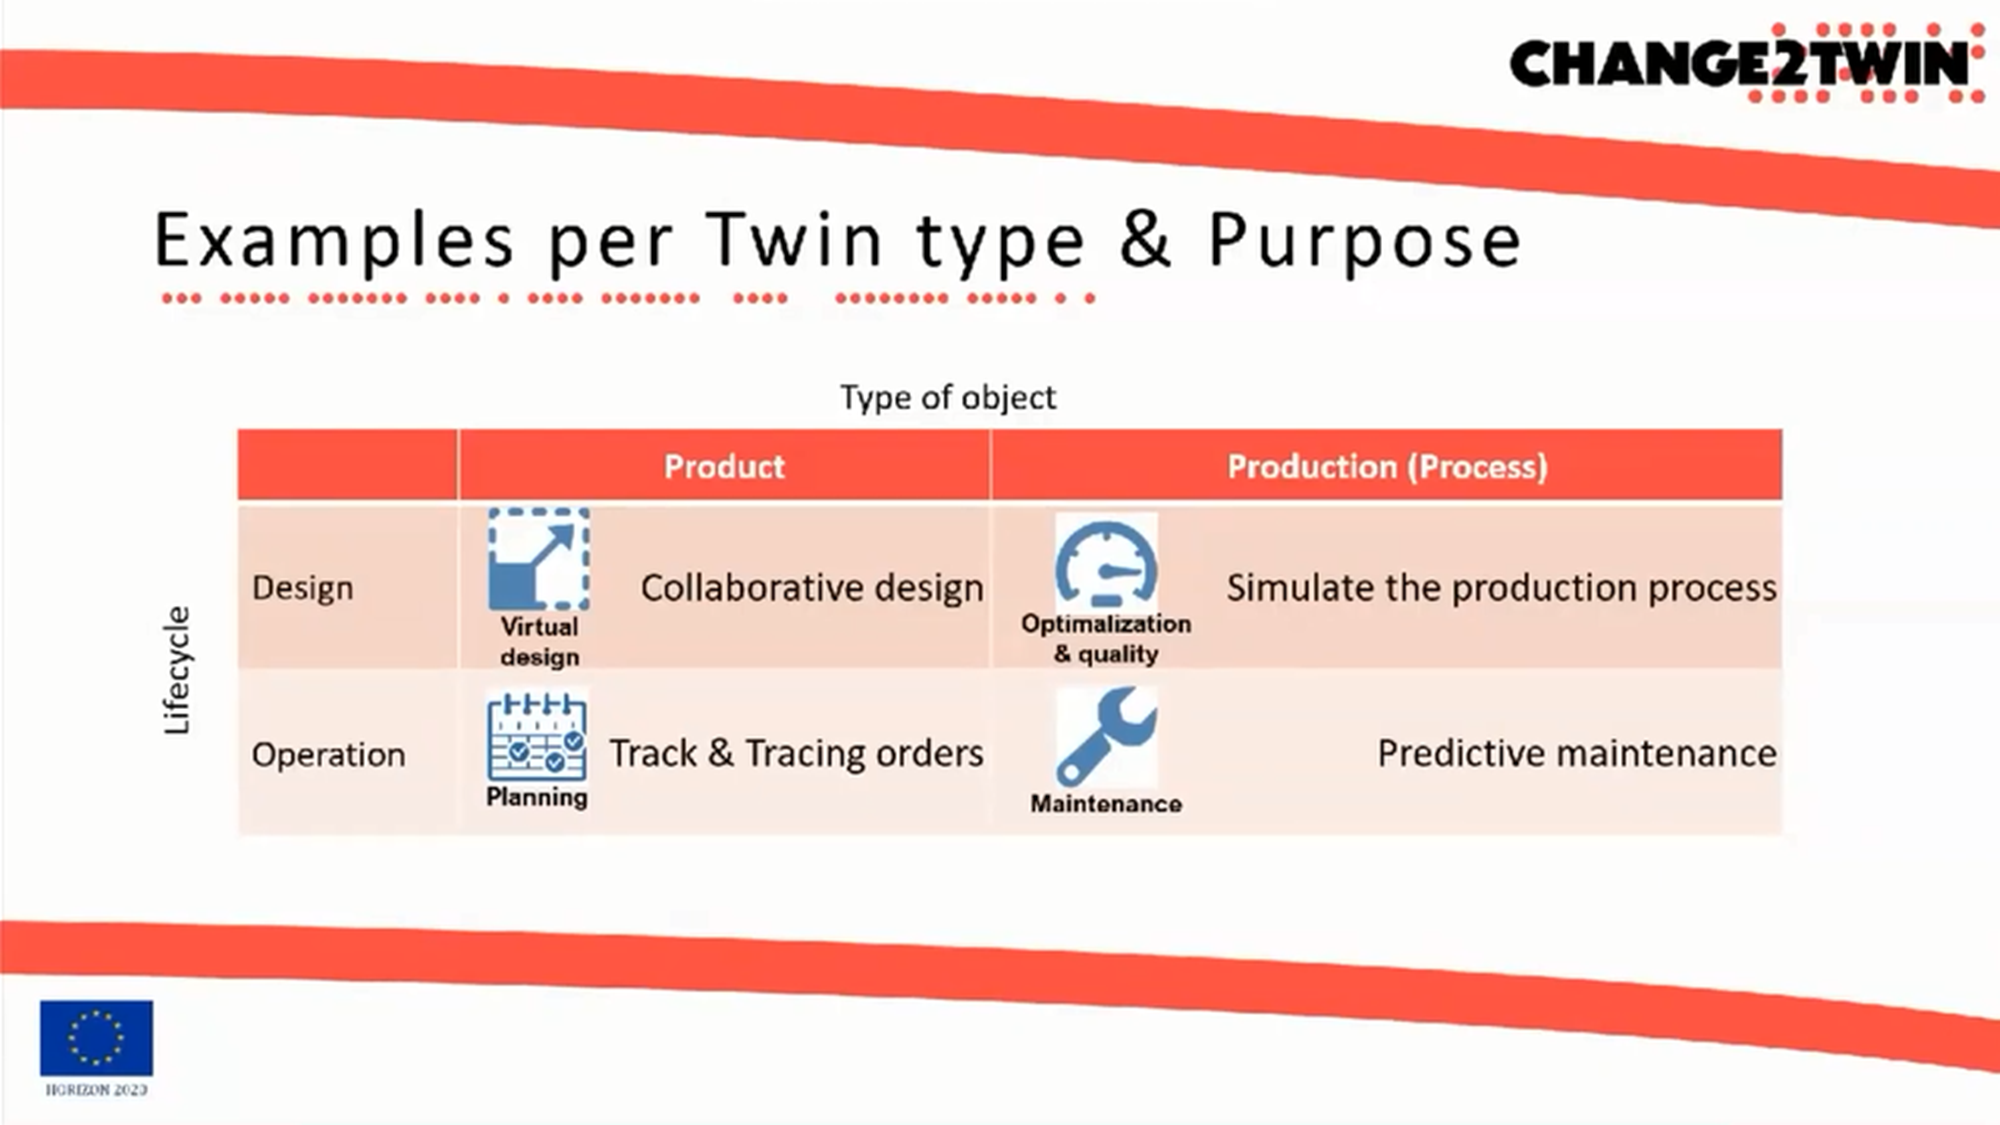 CHANGE2TWIN
Examples per Twin type & Purpose
Type of object
Product
Production (Process)
Lifecycle
Design
Virtual
design
Collaborative design
Optimalization
& quality
Simulate the production process
Operation
Planning
Track & Tracing orders
Maintenance
Predictive maintenance
HORIZON 2020